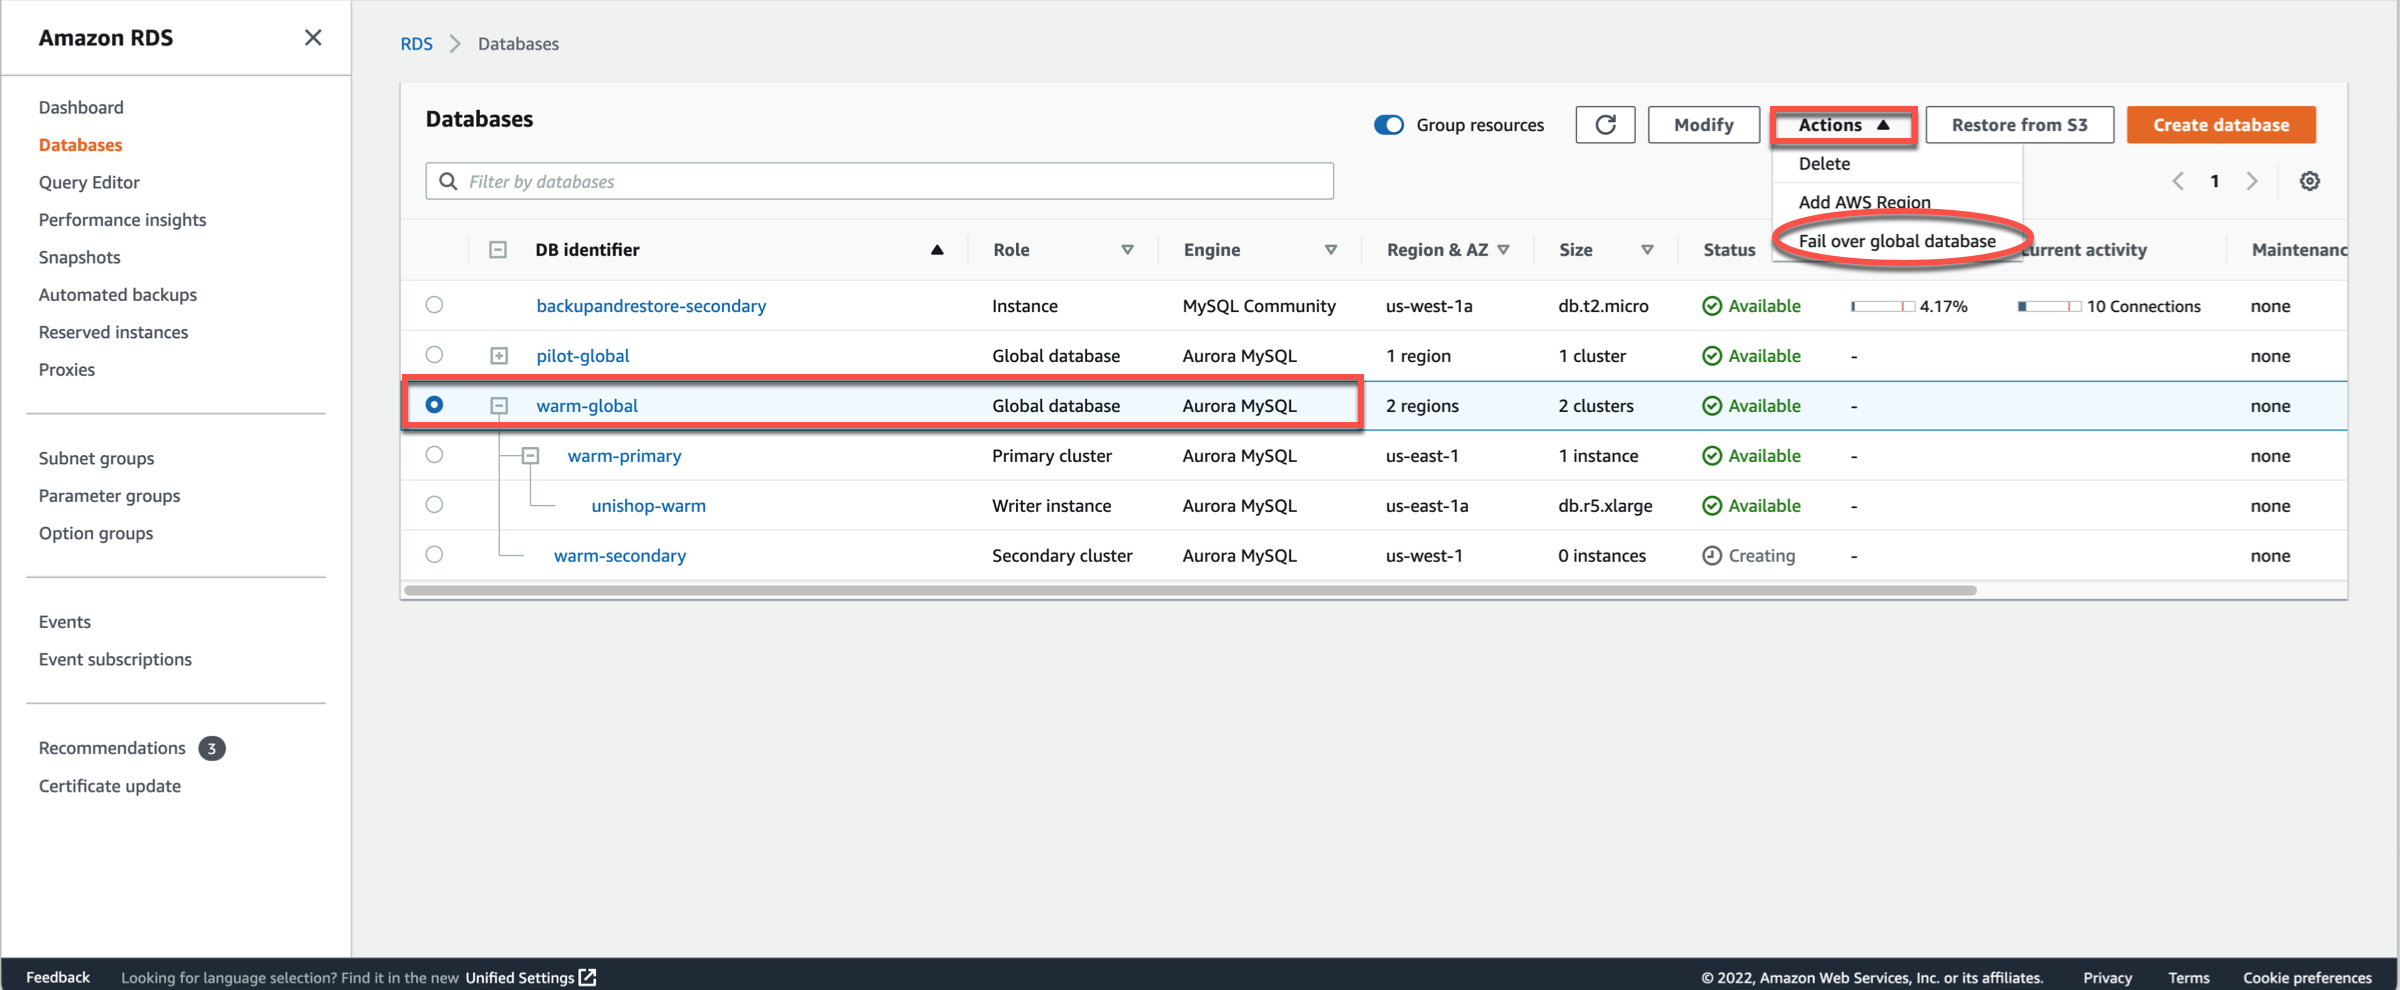 Amazon RDS
Dashboard
Databases
Query Editor
Performance insights
Snapshots
Automated backups
Reserved instances
Proxies
Subnet groups
Parameter groups
Option groups
Events
Event subscriptions
Recommendations 3
Certificate update
RDS Databases
Databases
Group resources Modify Actions Restore from S3 Create database
Delete
Add AWS Region
Fail over global database
Filter by databases
1
DB identifier Role Engine Region & AZ Size Status urrent activity Maintenanc
backupandrestore-secondary Instance MySQL Community us-west-1a db.t2.micro Available 4.17% 10 Connections none
pilot-global Global database Aurora MySQL 1 region 1 cluster Available - none
warm-global Global database Aurora MySQL 2 regions 2 clusters Available - none
warm-primary Primary cluster Aurora MySQL us-east-1 1 instance Available - none
unishop-warm Writer instance Aurora MySQL us-east-1a db.r5.xlarge Available - none
warm-secondary Secondary cluster Aurora MySQL us-west-1 0 instances Creating - none
Feedback Looking for language selection? Find it in the new Unified Settings © 2022, Amazon Web Services, Inc. or its affiliates. Privacy Terms Cookie preferences